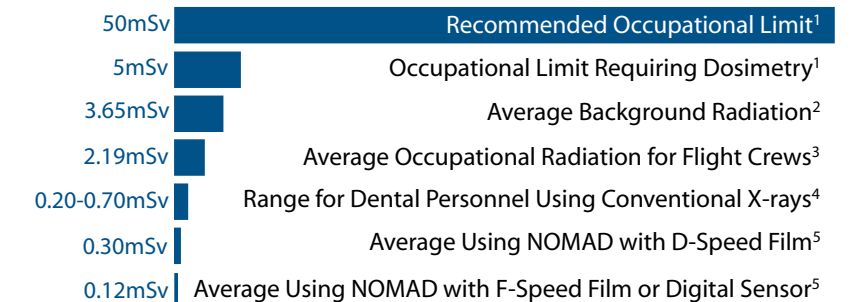 50mSv Recommended Occupational Limit¹
5mSv Occupational Limit Requiring Dosimetry¹
3.65mSv Average Background Radiation²
2.19mSv Average Occupational Radiation for Flight Crews³
0.20-0.70mSv Range for Dental Personnel Using Conventional X-rays⁴
0.30mSv Average Using NOMAD with D-Speed Film⁵
0.12mSv Average Using NOMAD with F-Speed Film or Digital Sensor⁵